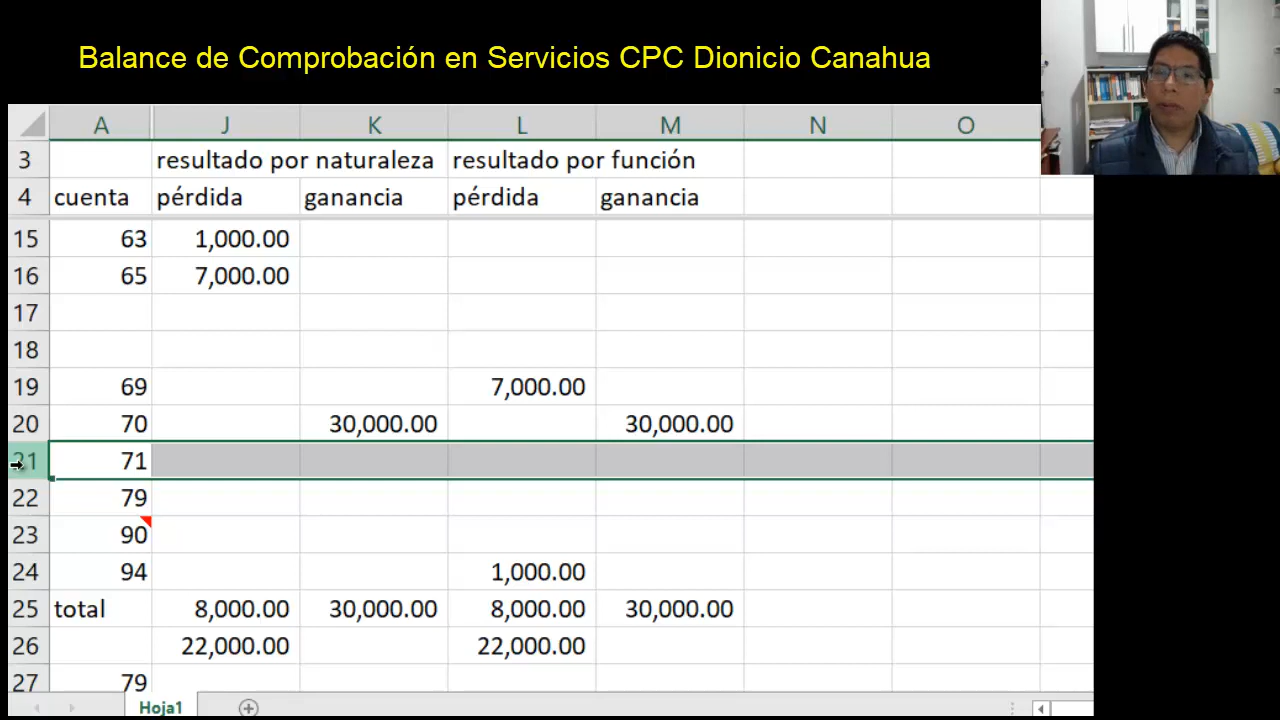 Balance de Comprobación en Servicios CPC Dionicio Canahua
A J K L M N O
3 resultado por naturaleza resultado por función
4 cuenta pérdida ganancia pérdida ganancia
15 63 1,000.00
16 65 7,000.00
17
18
19 69 7,000.00
20 70 30,000.00 30,000.00
21 71
22 79
23 90
24 94 1,000.00
25 total 8,000.00 30,000.00 8,000.00 30,000.00
26 22,000.00 22,000.00
27 79
Hoja1